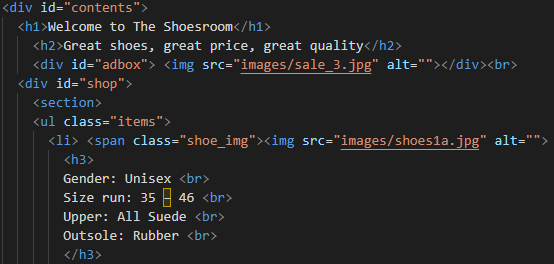 <div id="contents">
<h1>Welcome to The Shoesroom</h1>
<h2>Great shoes, great price, great quality</h2>
<div id="adbox"> <img src="images/sale_3.jpg" alt=""></div><br>
<div id="shop">
<section>
<ul class="items">
<li> <span class="shoe_img"><img src="images/shoes1a.jpg" alt="">
<h3>
Gender: Unisex <br>
Size run: 35 – 46 <br>
Upper: All Suede <br>
Outsole: Rubber <br>
</h3>